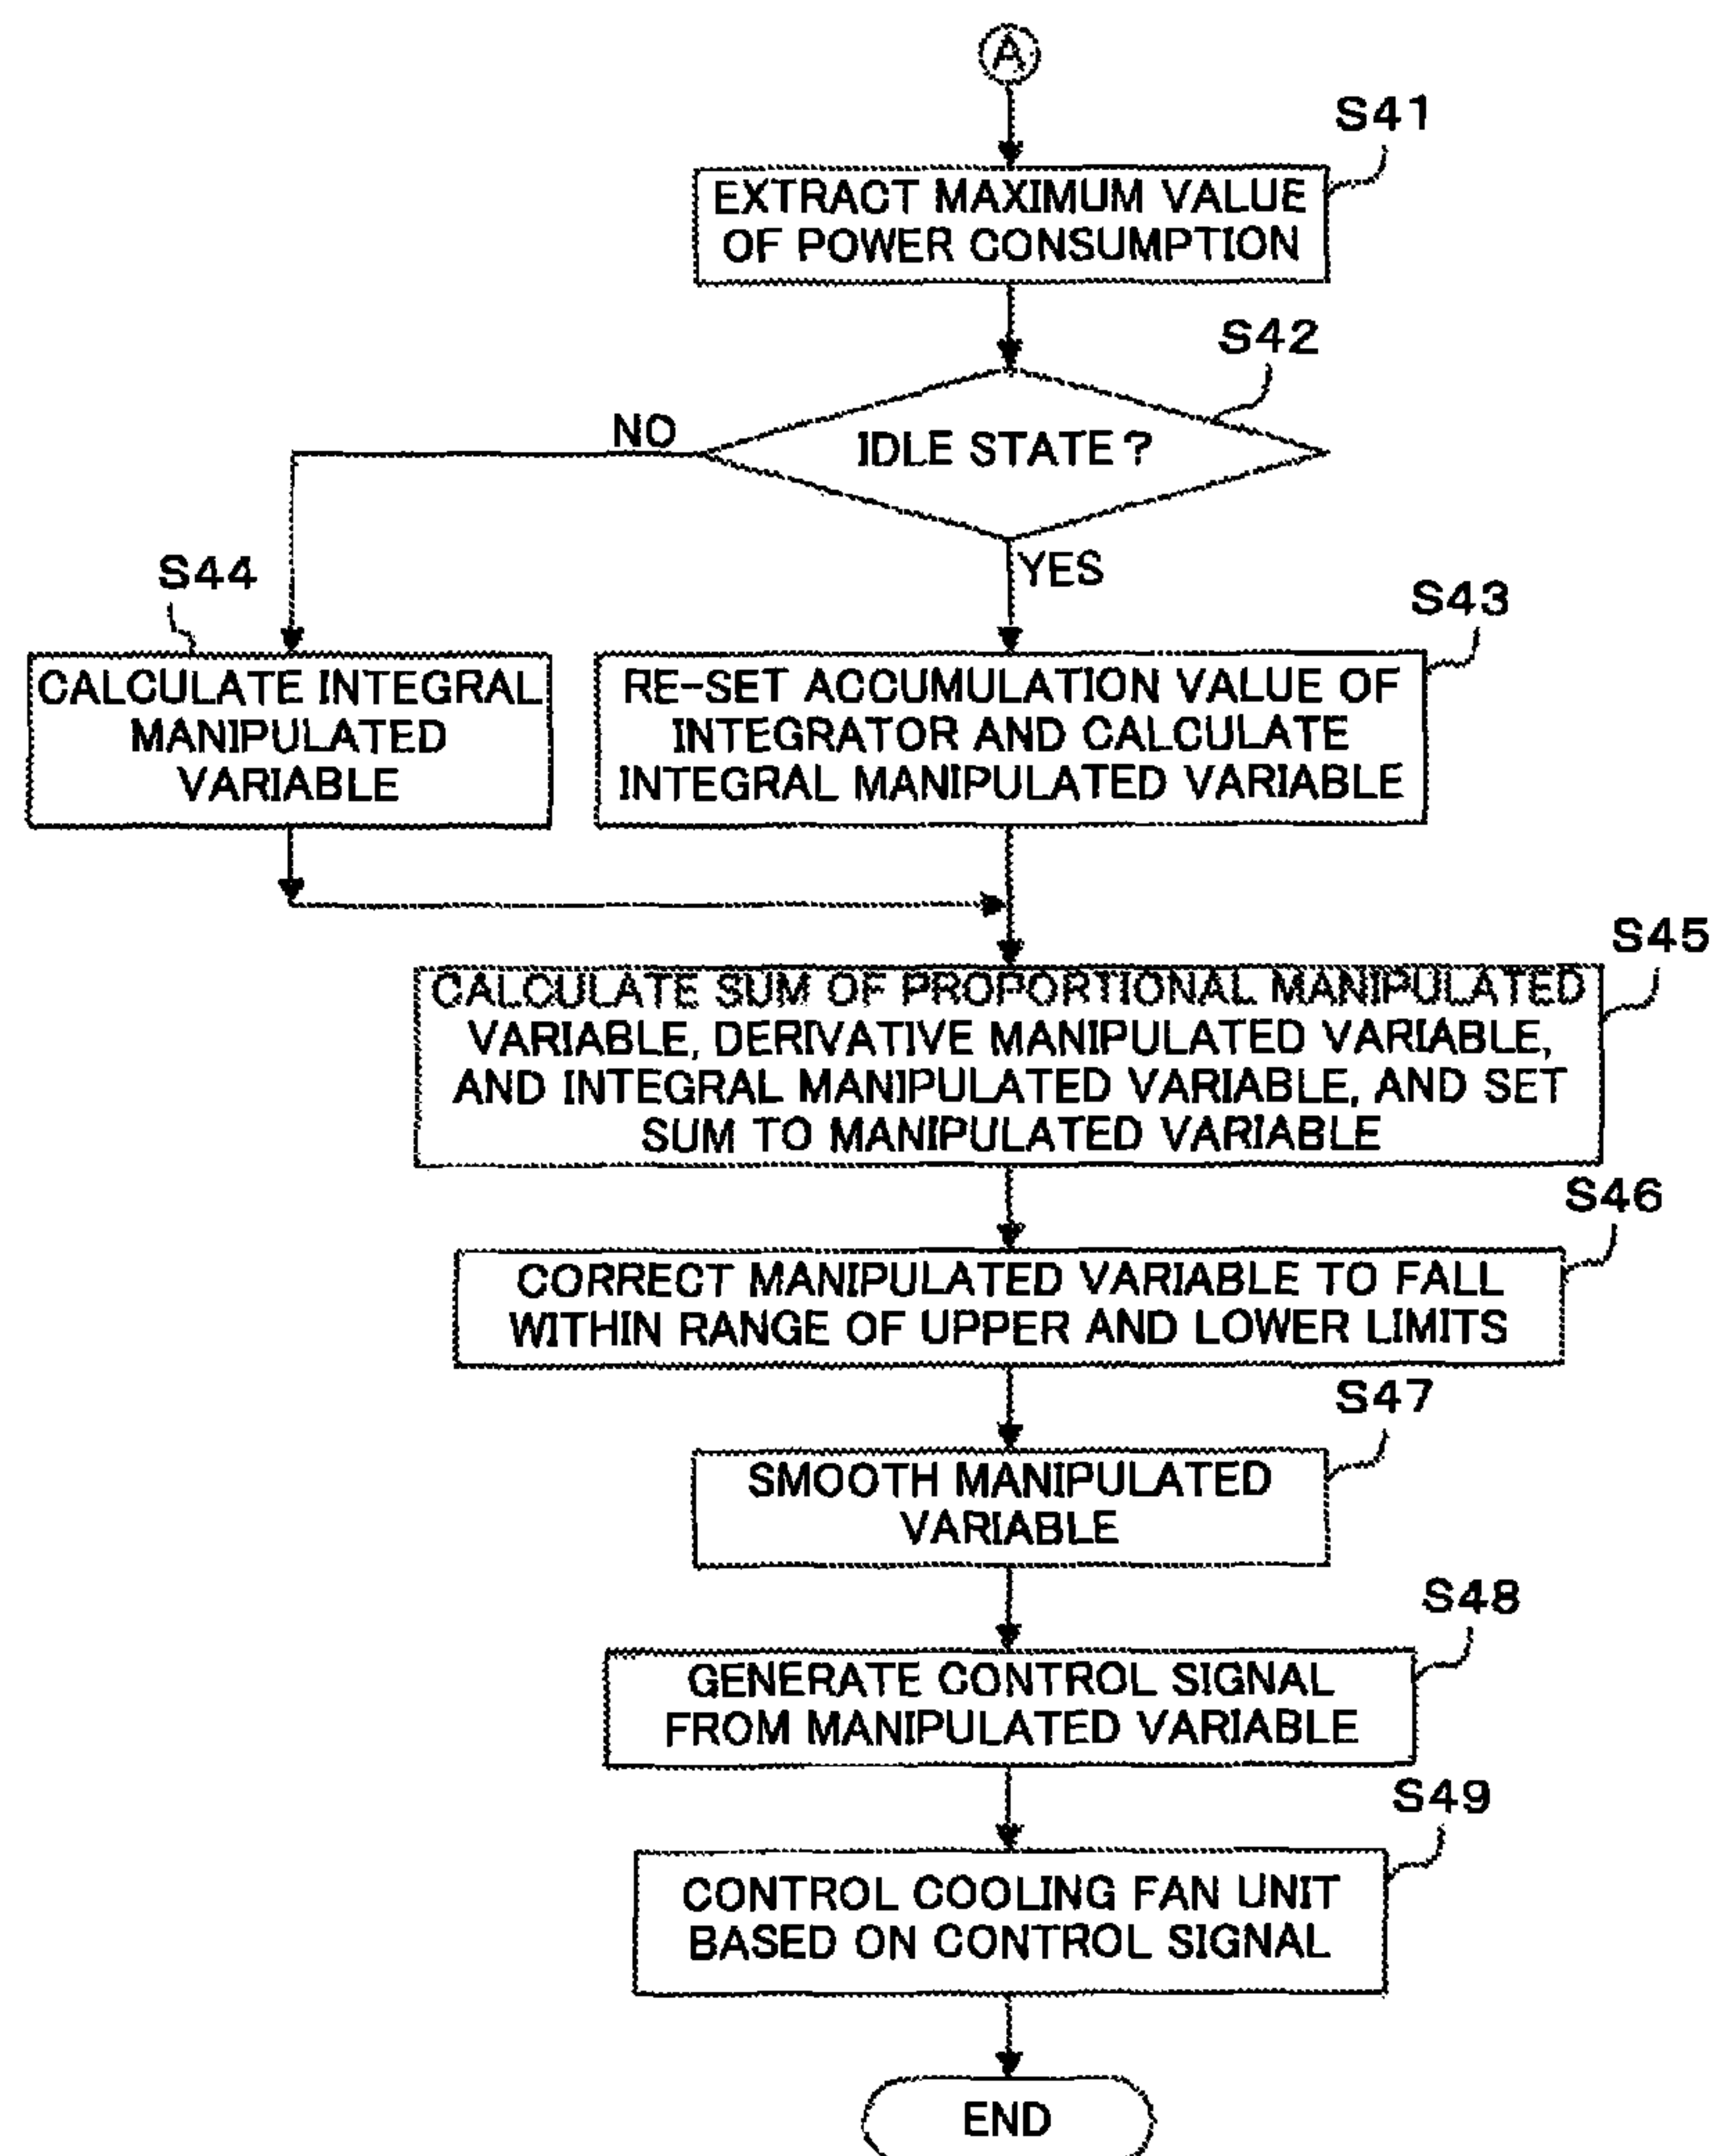 A
S41
EXTRACT MAXIMUM VALUE
OF POWER CONSUMPTION
S42
IDLE STATE?
NO
YES
S44
CALCULATE INTEGRAL
MANIPULATED
VARIABLE
S43
RE-SET ACCUMULATION VALUE OF
INTEGRATOR AND CALCULATE
INTEGRAL MANIPULATED VARIABLE
S45
CALCULATE SUM OF PROPORTIONAL MANIPULATED
VARIABLE, DERIVATIVE MANIPULATED VARIABLE,
AND INTEGRAL MANIPULATED VARIABLE, AND SET
SUM TO MANIPULATED VARIABLE
S46
CORRECT MANIPULATED VARIABLE TO FALL
WITHIN RANGE OF UPPER AND LOWER LIMITS
S47
SMOOTH MANIPULATED
VARIABLE
S48
GENERATE CONTROL SIGNAL
FROM MANIPULATED VARIABLE
S49
CONTROL COOLING FAN UNIT
BASED ON CONTROL SIGNAL
END